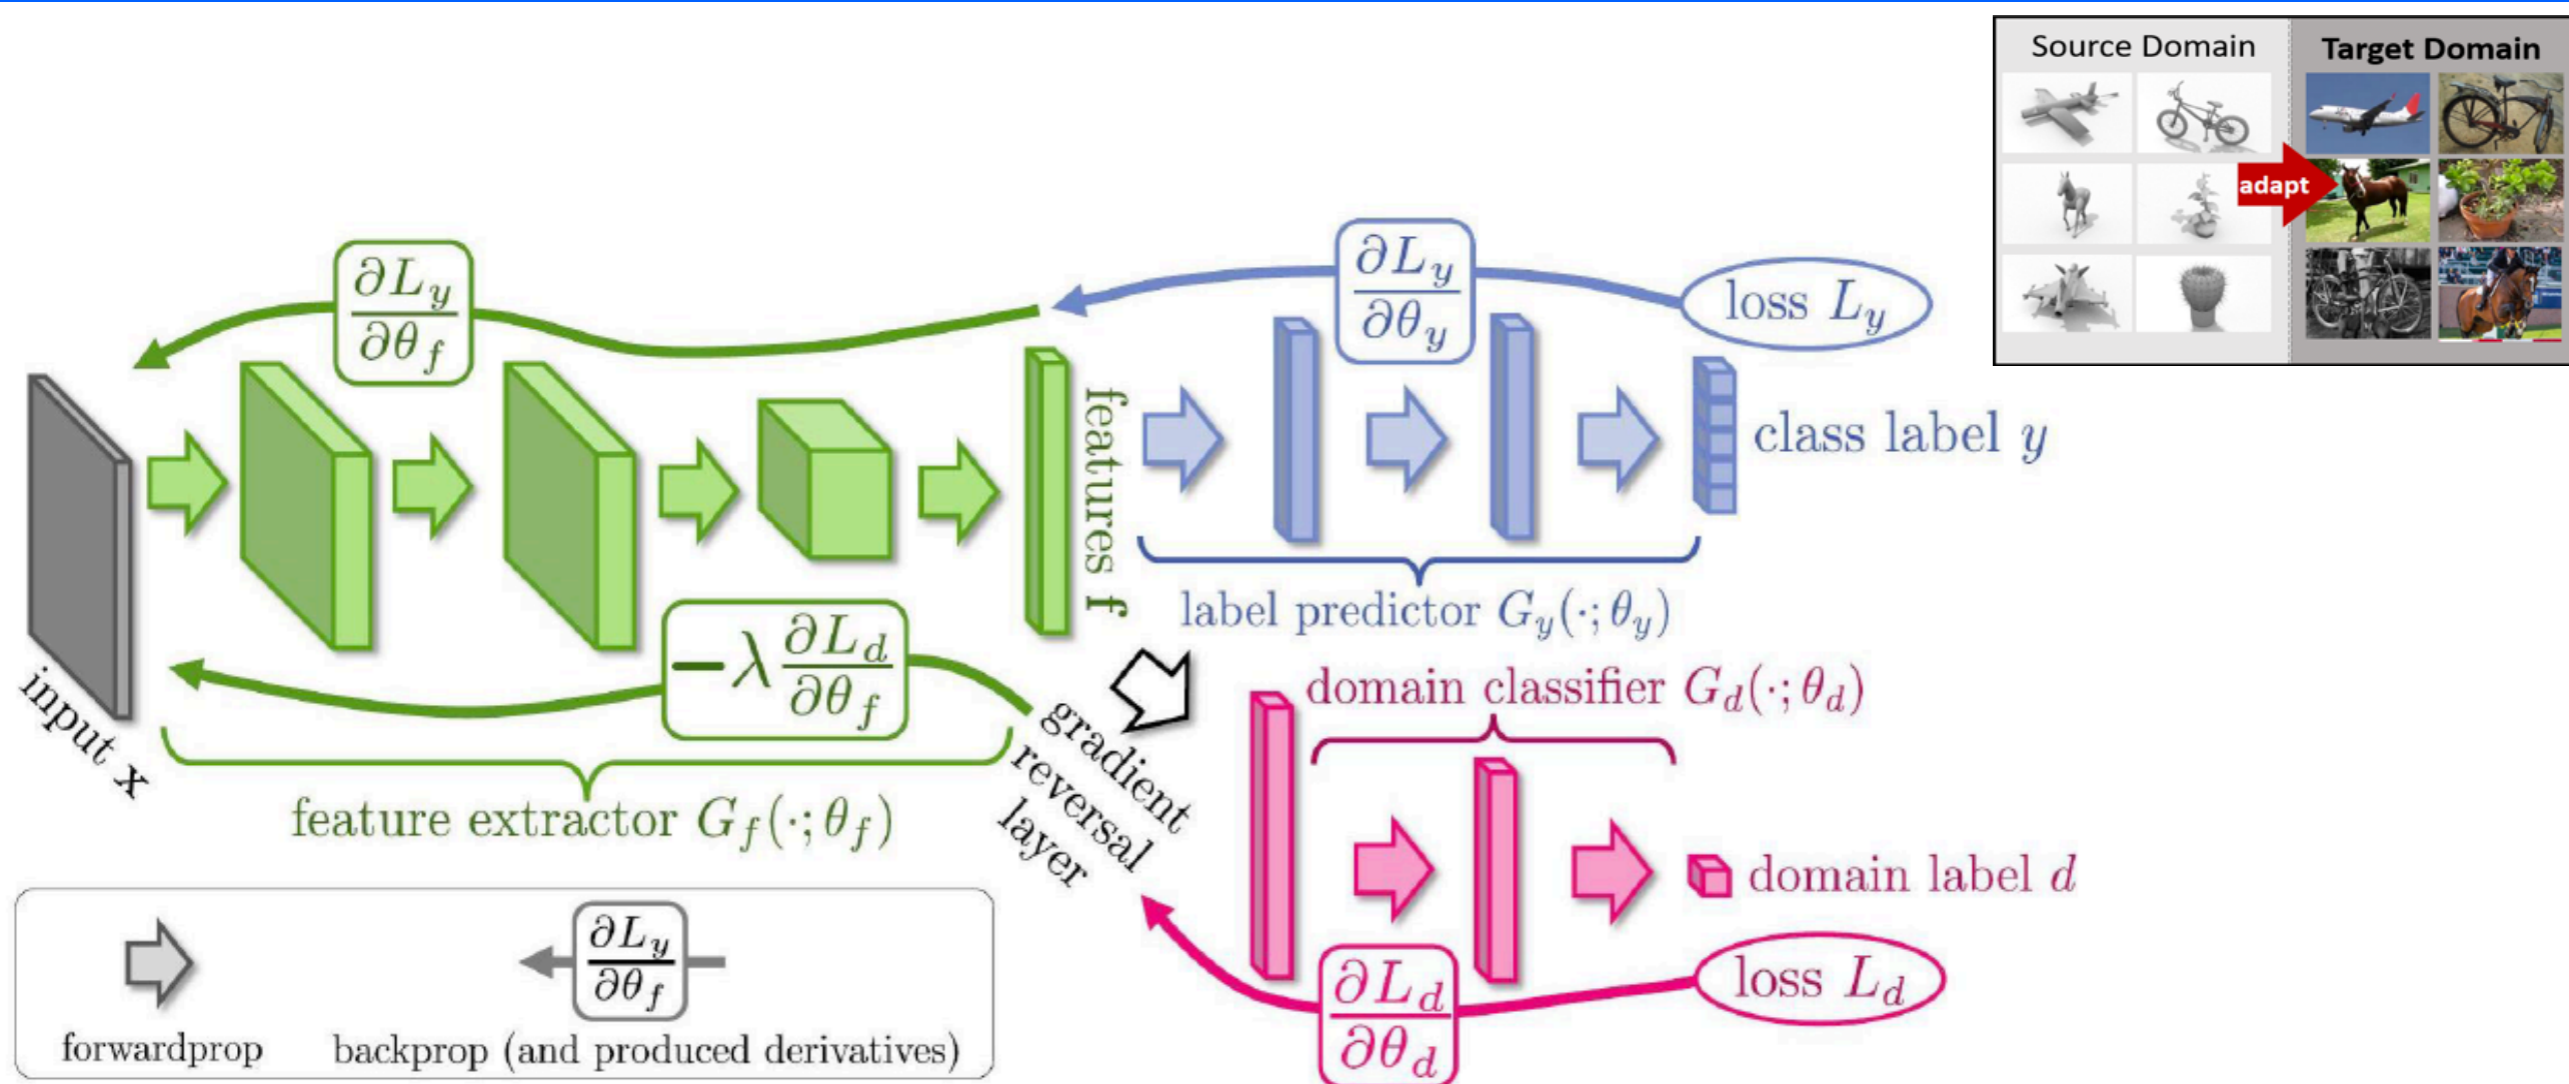 Source Domain
Target Domain
adapt
∂L_y
∂θ_f
∂L_y
∂θ_y
loss L_y
features f
class label y
label predictor G_y(·; θ_y)
−λ ∂L_d
∂θ_f
input x
feature extractor G_f(·; θ_f)
gradient
reversal
layer
domain classifier G_d(·; θ_d)
domain label d
loss L_d
∂L_d
∂θ_d
∂L_y
∂θ_f
forwardprop
backprop (and produced derivatives)